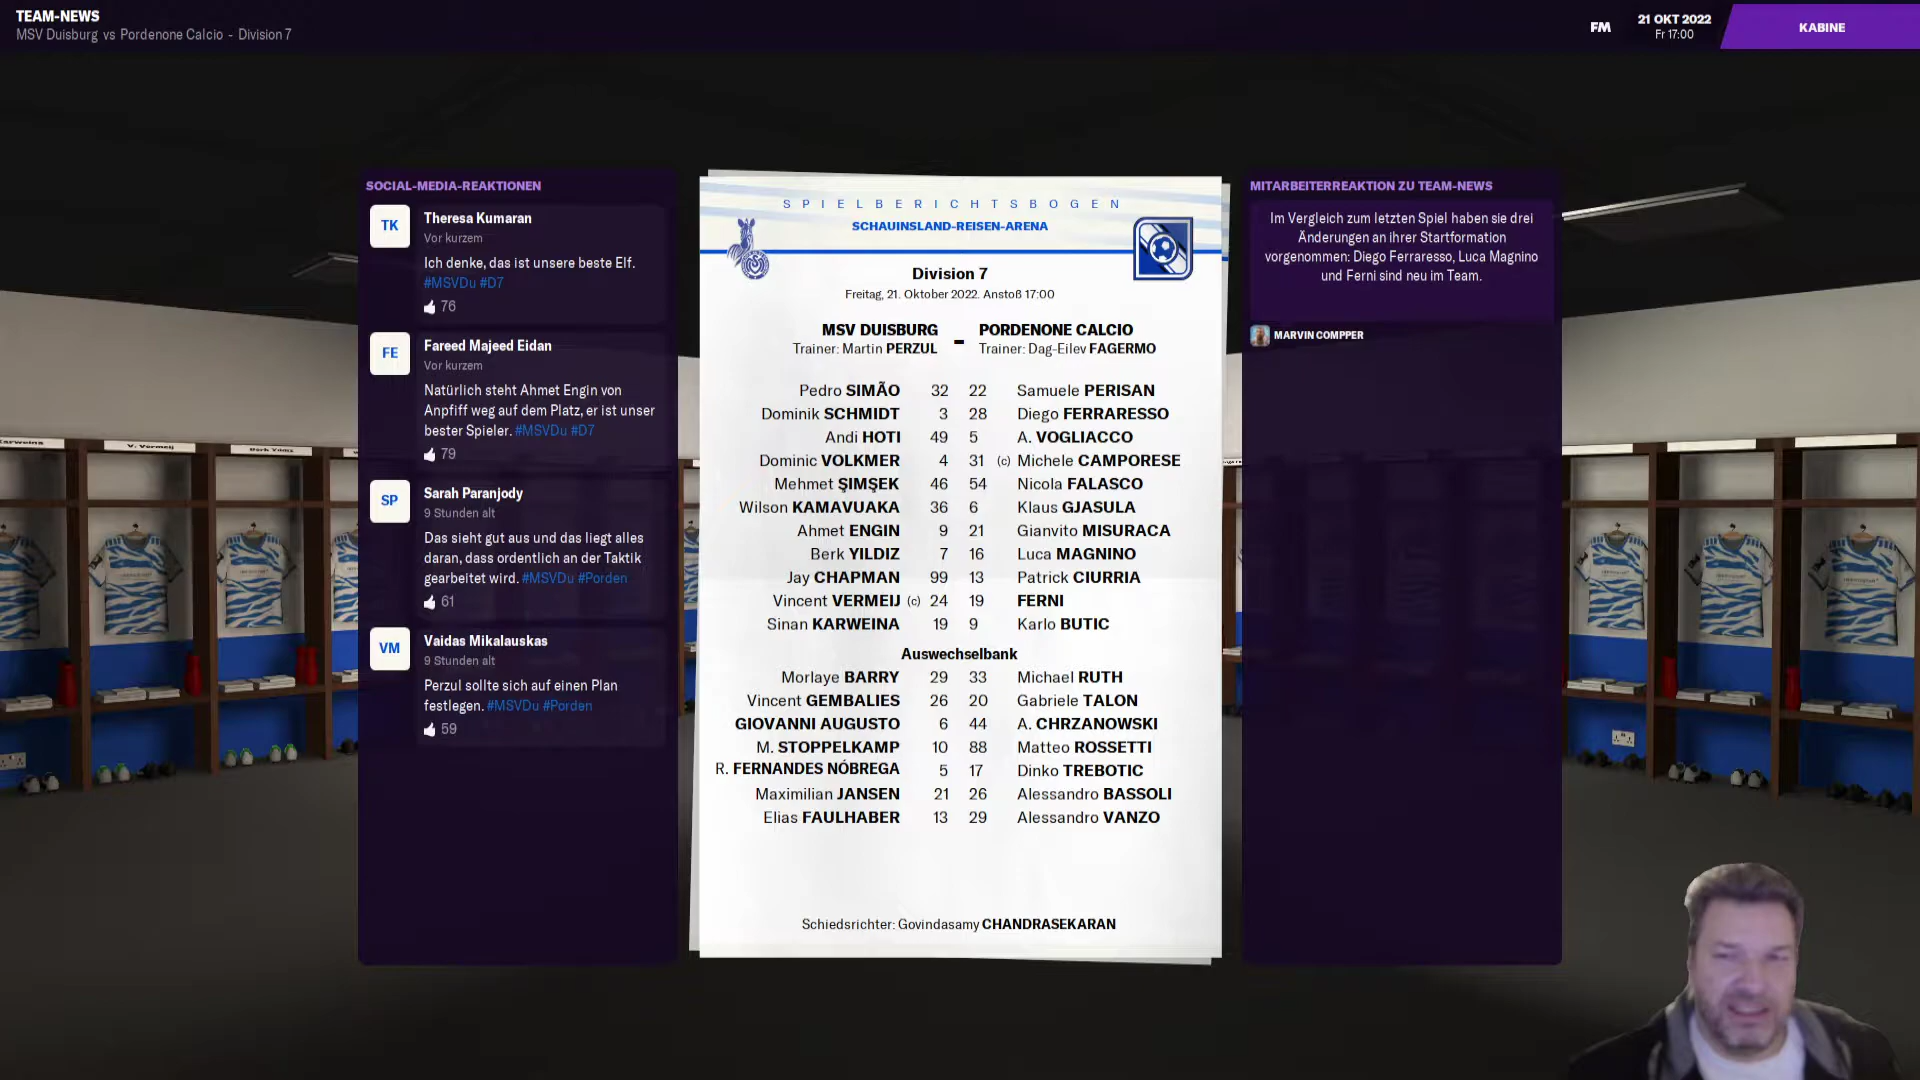 TEAM-NEWS
MSV Duisburg vs Pordenone Calcio - Division 7
FM
21 OKT 2022
Fr 17:00
KABINE
SOCIAL-MEDIA-REAKTIONEN
TK
Theresa Kumaran
Vor kurzem
Ich denke, das ist unsere beste Elf.
#MSVDu #D7
76
FE
Fareed Majeed Eidan
Vor kurzem
Natürlich steht Ahmet Engin von
Anpfiff weg auf dem Platz, er ist unser
bester Spieler. #MSVDu #D7
79
SP
Sarah Paranjody
9 Stunden alt
Das sieht gut aus und das liegt alles
daran, dass ordentlich an der Taktik
gearbeitet wird. #MSVDu #Porden
61
VM
Vaidas Mikalauskas
9 Stunden alt
Perzul sollte sich auf einen Plan
festlegen. #MSVDu #Porden
59
SPIELBERICHTSBOGEN
SCHAUINSLAND-REISEN-ARENA
Division 7
Freitag, 21. Oktober 2022. Anstoß 17:00
MSV DUISBURG - PORDENONE CALCIO
Trainer: Martin PERZUL Trainer: Dag-Eilev FAGERMO
Pedro SIMÃO 32 22 Samuele PERISAN
Dominik SCHMIDT 3 28 Diego FERRARESSO
Andi HOTI 49 5 A. VOGLIACCO
Dominic VOLKMER 4 31 (c) Michele CAMPORESE
Mehmet ŞIMŞEK 46 54 Nicola FALASCO
Wilson KAMAVUAKA 36 6 Klaus GJASULA
Ahmet ENGIN 9 21 Gianvito MISURACA
Berk YILDIZ 7 16 Luca MAGNINO
Jay CHAPMAN 99 13 Patrick CIURRIA
Vincent VERMEIJ (c) 24 19 FERNI
Sinan KARWEINA 19 9 Karlo BUTIC
Auswechselbank
Morlaye BARRY 29 33 Michael RUTH
Vincent GEMBALIES 26 20 Gabriele TALON
GIOVANNI AUGUSTO 6 44 A. CHRZANOWSKI
M. STOPPELKAMP 10 88 Matteo ROSSETTI
R. FERNANDES NÓBREGA 5 17 Dinko TREBOTIC
Maximilian JANSEN 21 26 Alessandro BASSOLI
Elias FAULHABER 13 29 Alessandro VANZO
Schiedsrichter: Govindasamy CHANDRASEKARAN
MITARBEITERREAKTION ZU TEAM-NEWS
Im Vergleich zum letzten Spiel haben sie drei
Änderungen an ihrer Startformation
vorgenommen: Diego Ferraresso, Luca Magnino
und Ferni sind neu im Team.
MARVIN COMPPER
Karweina
V. Vermeij
Berk Yıldız